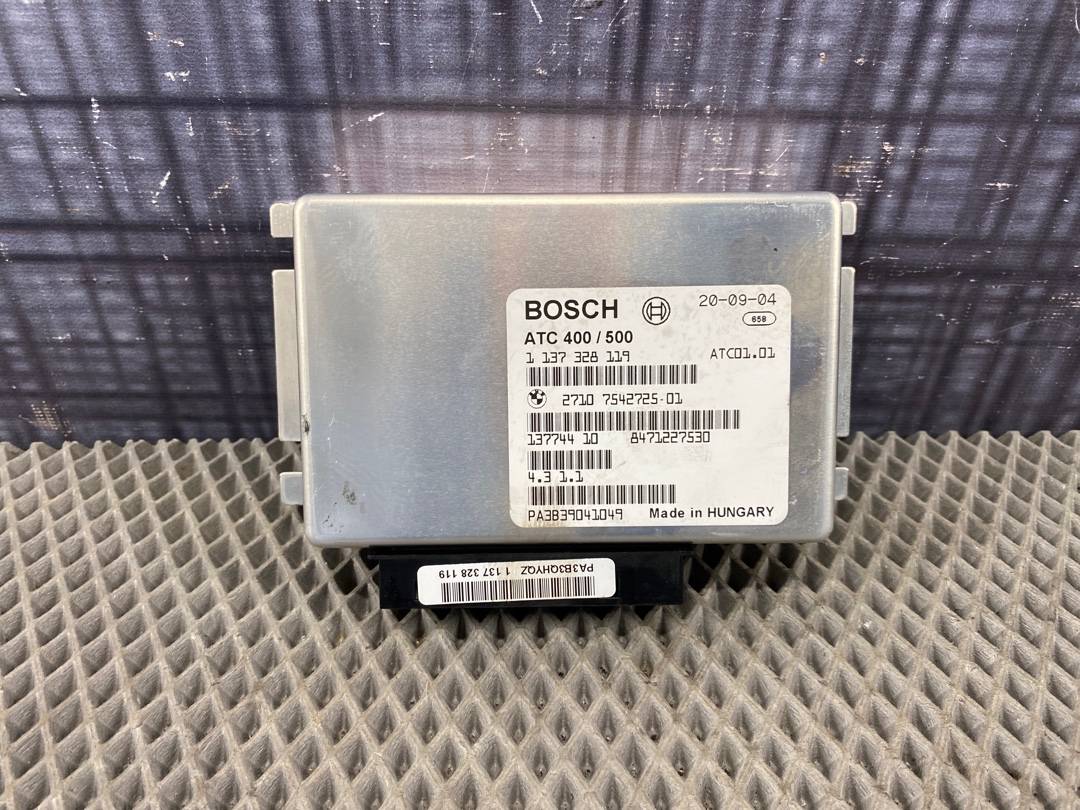 BOSCH 20-09-04
658
ATC 400 / 500
1 137 328 119 ATC01.01
2710 7542725-01
137744 10 8471227530
4.3 1.1
PA3B39041049 Made in HUNGARY
PA3B3QHYQZ 1 137 328 119